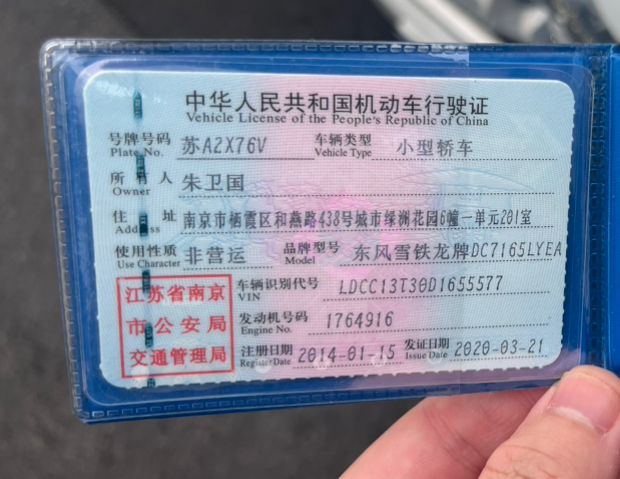 中华人民共和国机动车行驶证
Vehicle License of the People's Republic of China
号牌号码 Plate No. 苏A2X76V 车辆类型 Vehicle Type 小型轿车
所有人 Owner 朱卫国
住址 Address 南京市栖霞区和燕路438号城市绿洲花园6幢一单元201室
使用性质 Use Character 非营运 品牌型号 Model 东风雪铁龙牌DC7165LYEA
江苏省南京
市公安局
交通管理局
车辆识别代号 VIN LDCC13T30D1655577
发动机号码 Engine No. 1764916
注册日期 Register Date 2014-01-15 发证日期 Issue Date 2020-03-21